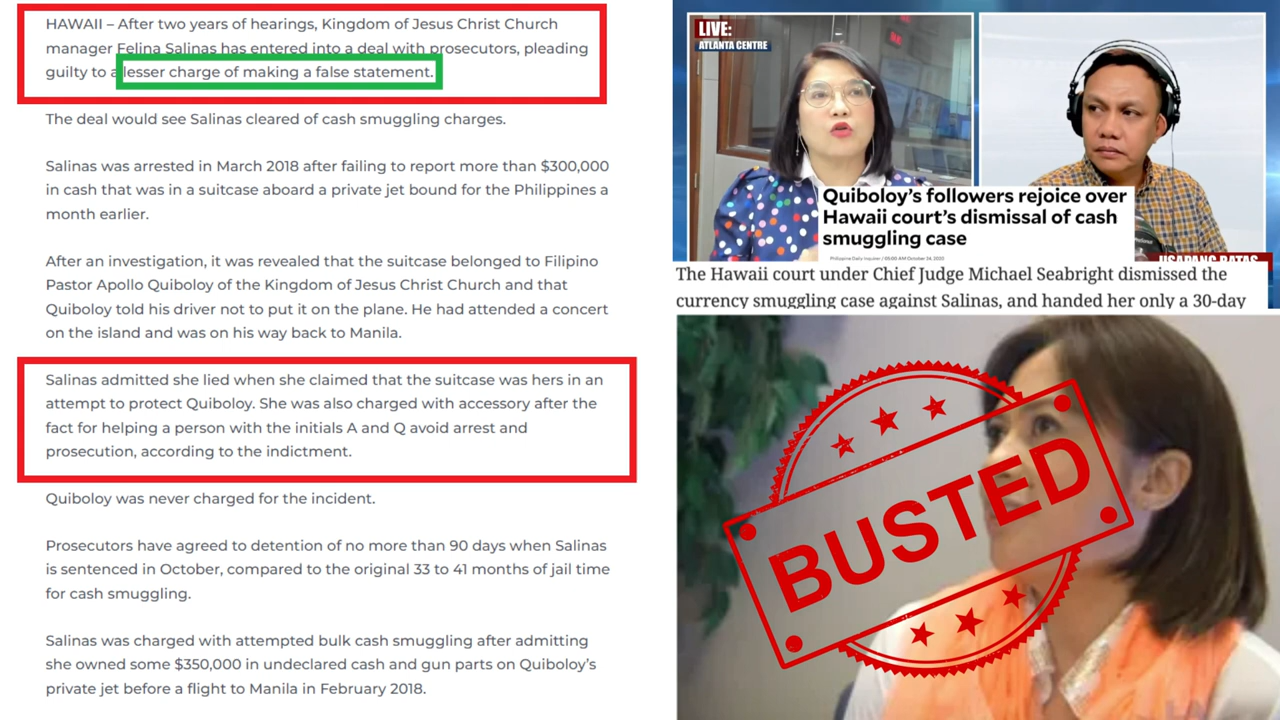 HAWAII – After two years of hearings, Kingdom of Jesus Christ Church
manager Felina Salinas has entered into a deal with prosecutors, pleading
guilty to a lesser charge of making a false statement.
The deal would see Salinas cleared of cash smuggling charges.
Salinas was arrested in March 2018 after failing to report more than $300,000
in cash that was in a suitcase aboard a private jet bound for the Philippines a
month earlier.
After an investigation, it was revealed that the suitcase belonged to Filipino
Pastor Apollo Quiboloy of the Kingdom of Jesus Christ Church and that
Quiboloy told his driver not to put it on the plane. He had attended a concert
on the island and was on his way back to Manila.
Salinas admitted she lied when she claimed that the suitcase was hers in an
attempt to protect Quiboloy. She was also charged with accessory after the
fact for helping a person with the initials A and Q avoid arrest and
prosecution, according to the indictment.
Quiboloy was never charged for the incident.
Prosecutors have agreed to detention of no more than 90 days when Salinas
is sentenced in October, compared to the original 33 to 41 months of jail time
for cash smuggling.
Salinas was charged with attempted bulk cash smuggling after admitting
she owned some $350,000 in undeclared cash and gun parts on Quiboloy's
private jet before a flight to Manila in February 2018.
LIVE:
ATLANTA CENTRE
Quiboloy's followers rejoice over
Hawaii court's dismissal of cash
smuggling case
Philippine Daily Inquirer / 05:00 AM October 24, 2020
USAPANG BATAS
The Hawaii court under Chief Judge Michael Seabright dismissed the
currency smuggling case against Salinas, and handed her only a 30-day
BUSTED